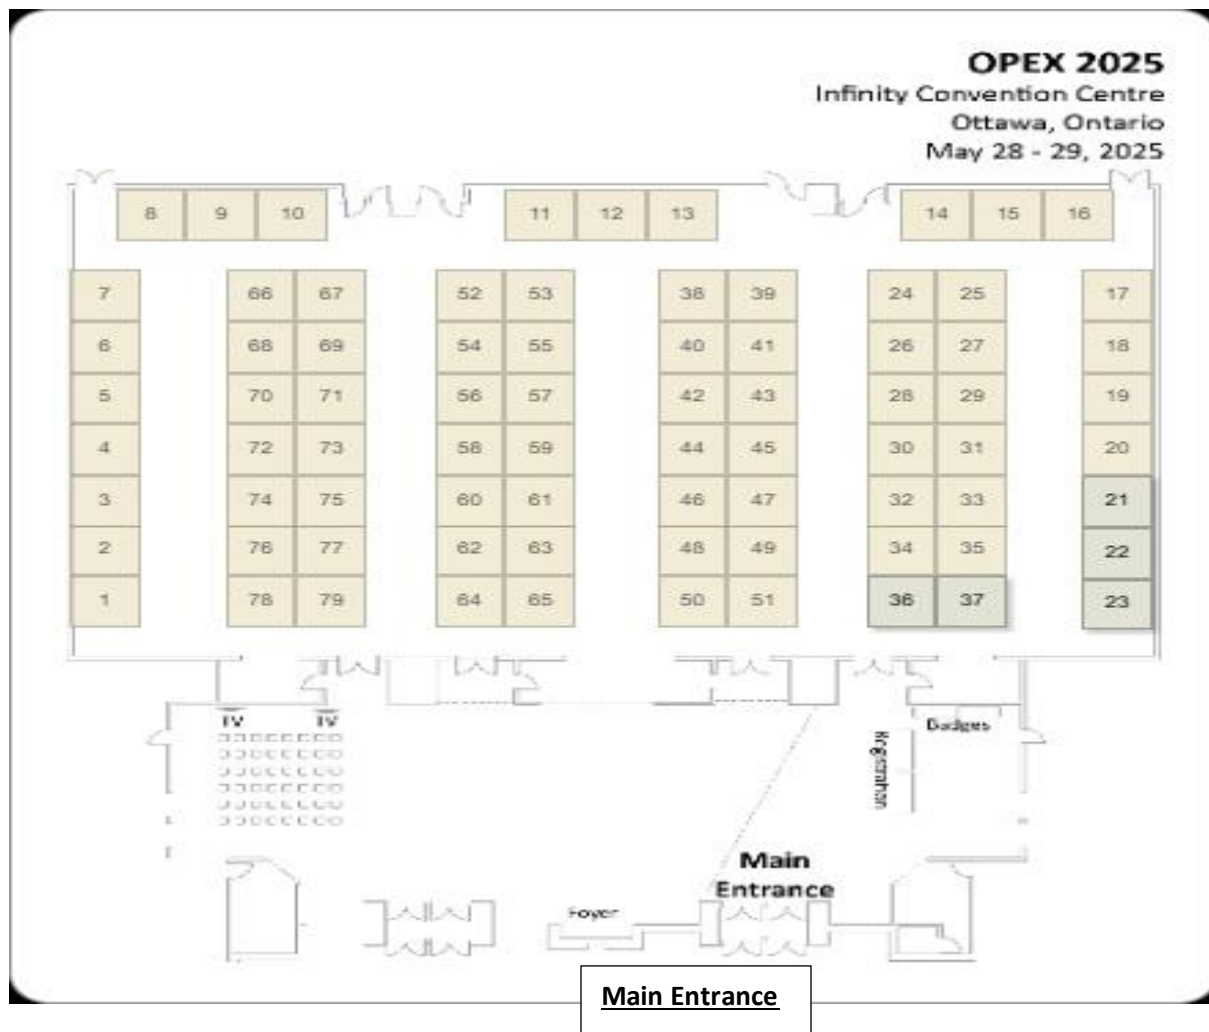 OPEX 2025
Infinity Convention Centre
Ottawa, Ontario
May 28 - 29, 2025
8 9 10 11 12 13 14 15 16
7 66 67 52 53 38 39 24 25 17
6 68 69 54 55 40 41 26 27 18
5 70 71 56 57 42 43 28 29 19
4 72 73 58 59 44 45 30 31 20
3 74 75 60 61 46 47 32 33 21
2 76 77 62 63 48 49 34 35 22
1 78 79 64 65 50 51 36 37 23
TV TV Badges
Registration
Main
Entrance
Foyer
Main Entrance